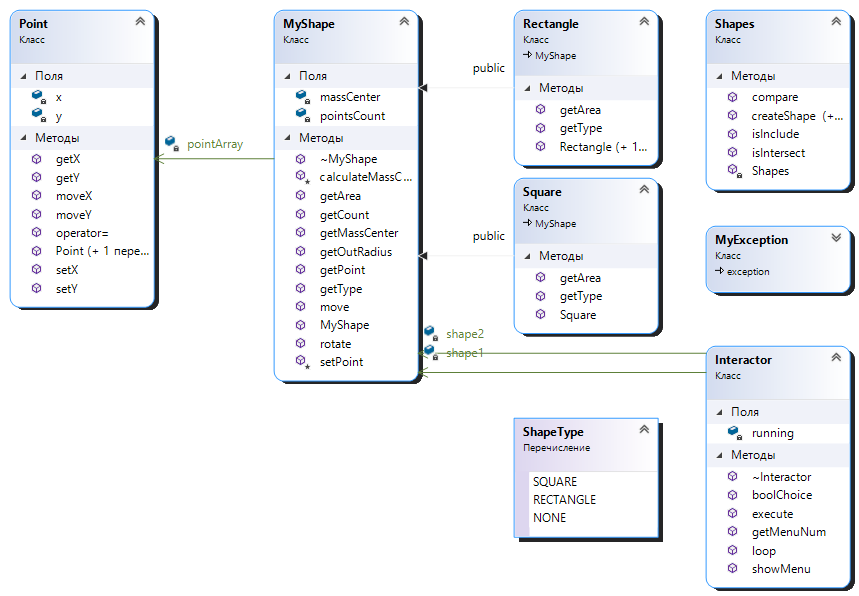 Point
Класс
Поля
x
y
Методы
getX
getY
moveX
moveY
operator=
Point (+ 1 пере...
setX
setY
pointArray
MyShape
Класс
Поля
massCenter
pointsCount
Методы
~MyShape
calculateMassC...
getArea
getCount
getMassCenter
getOutRadius
getPoint
getType
move
MyShape
rotate
setPoint
public
Rectangle
Класс
MyShape
Методы
getArea
getType
Rectangle (+ 1...
public
Square
Класс
MyShape
Методы
getArea
getType
Square
shape2
shape1
ShapeType
Перечисление
SQUARE
RECTANGLE
NONE
Shapes
Класс
Методы
compare
createShape (+...
isInclude
isIntersect
Shapes
MyException
Класс
exception
Interactor
Класс
Поля
running
Методы
~Interactor
boolChoice
execute
getMenuNum
loop
showMenu